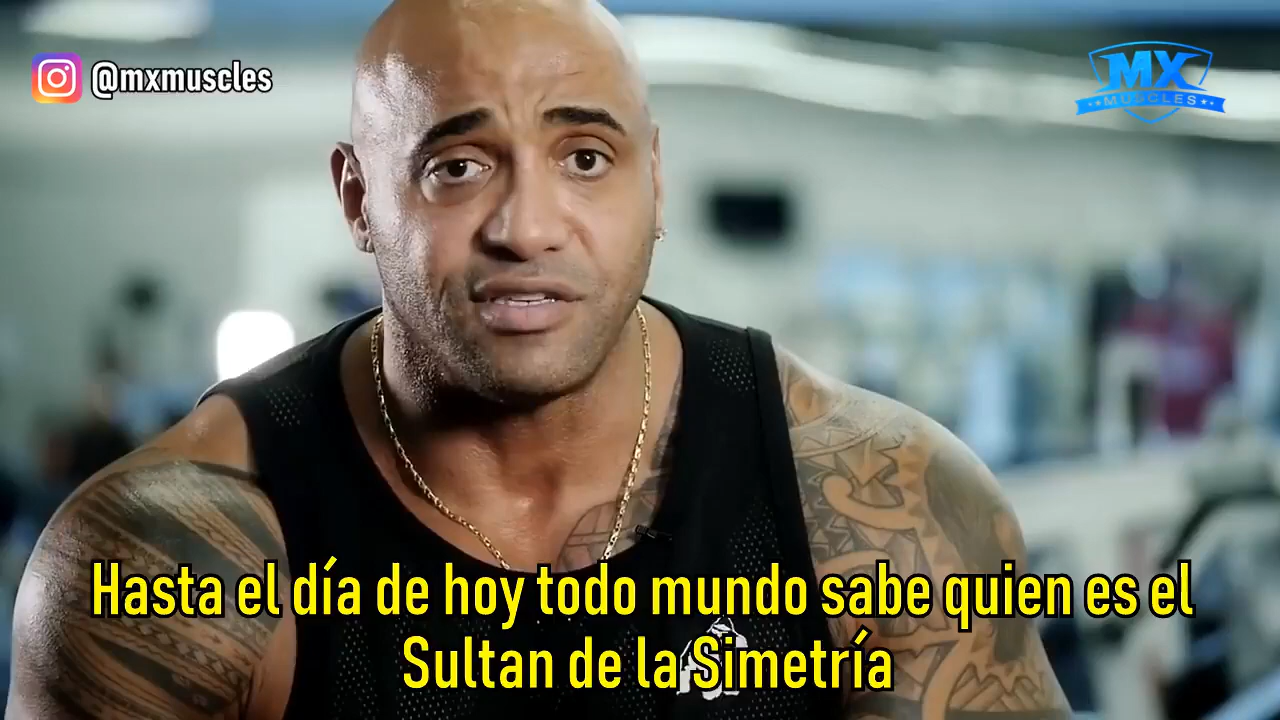 @mxmuscles
MX
MUSCLES
Hasta el día de hoy todo mundo sabe quien es el
Sultan de la Simetría